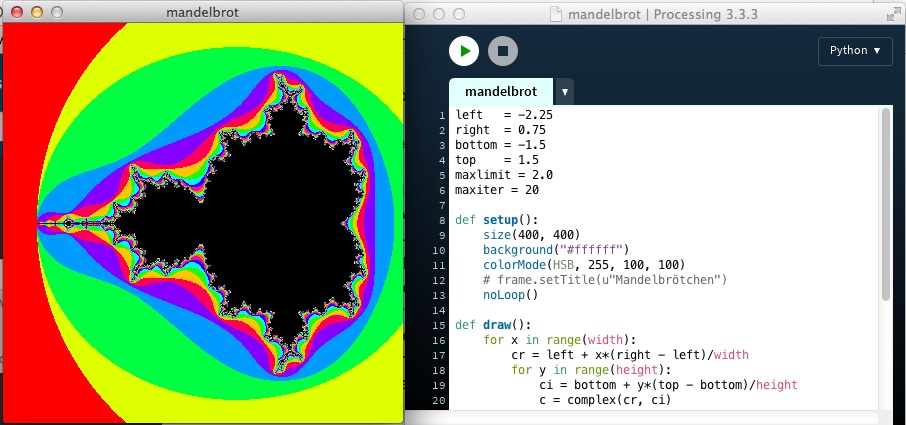 mandelbrot
mandelbrot | Processing 3.3.3
Python ▾
mandelbrot ▾
1 left   = −2.25
2 right  = 0.75
3 bottom = −1.5
4 top    = 1.5
5 maxlimit = 2.0
6 maxiter = 20
7
8 def setup():
9     size(400, 400)
10     background("#ffffff")
11     colorMode(HSB, 255, 100, 100)
12     # frame.setTitle(u"Mandelbrötchen")
13     noLoop()
14
15 def draw():
16     for x in range(width):
17         cr = left + x*(right − left)/width
18         for y in range(height):
19             ci = bottom + y*(top − bottom)/height
20             c = complex(cr, ci)